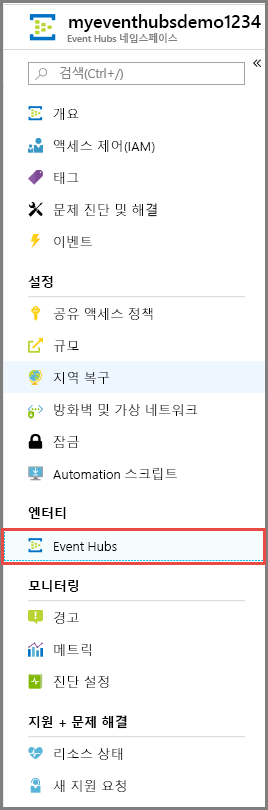 myeventhubsdemo1234
Event Hubs 네임스페이스
검색(Ctrl+/)
개요
액세스 제어(IAM)
태그
문제 진단 및 해결
이벤트
설정
공유 액세스 정책
규모
지역 복구
방화벽 및 가상 네트워크
잠금
Automation 스크립트
엔터티
Event Hubs
모니터링
경고
메트릭
진단 설정
지원 + 문제 해결
리소스 상태
새 지원 요청